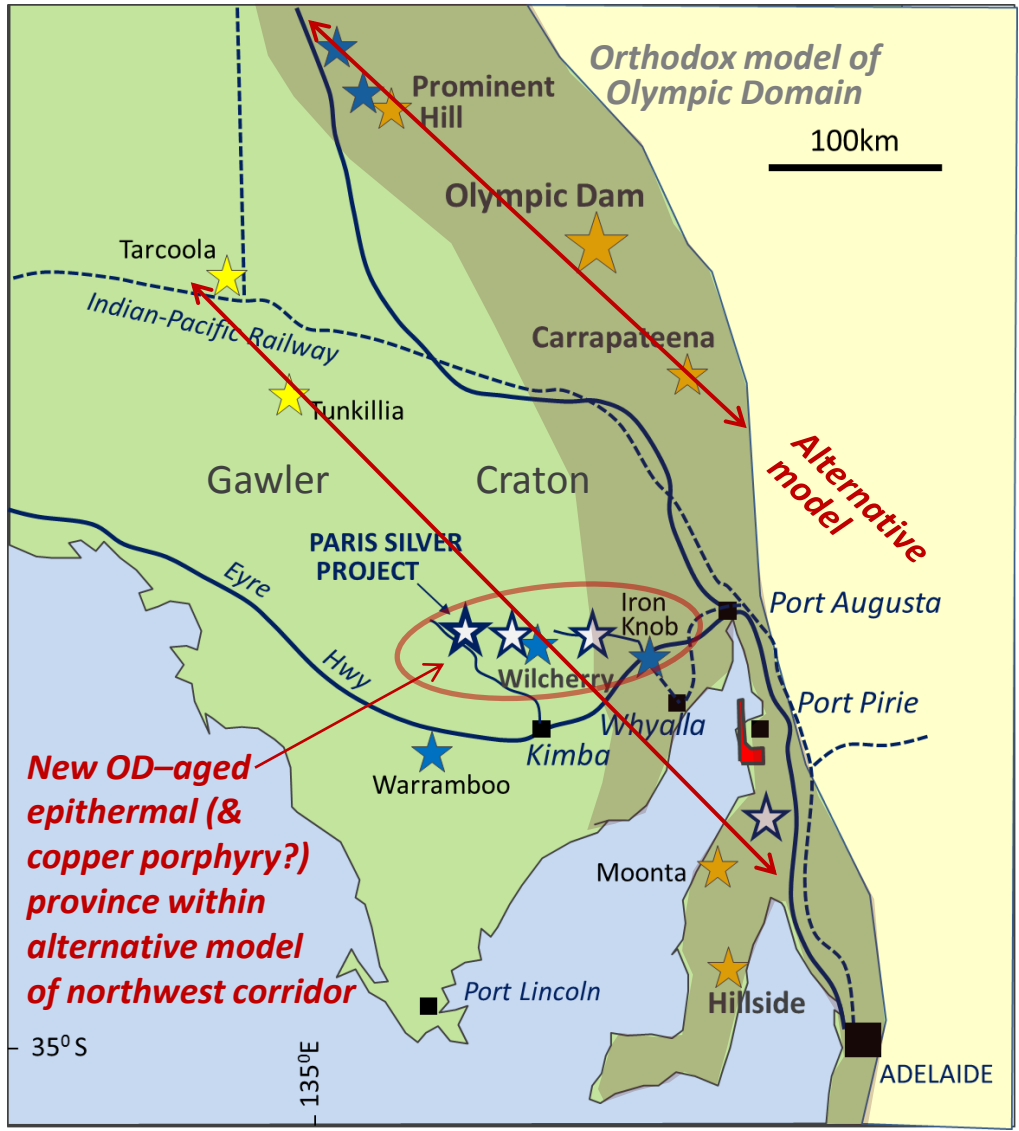 Orthodox model of
Olympic Domain
100km
Prominent
Hill
Olympic Dam
Tarcoola
Indian-Pacific Railway
Carrapateena
Tunkillia
Alternative
model
Gawler Craton
PARIS SILVER
PROJECT
Eyre
Hwy
Iron
Knob
Port Augusta
Wilcherry
Port Pirie
Whyalla
Kimba
Warramboo
New OD–aged
epithermal (&
copper porphyry?)
province within
alternative model
of northwest corridor
Moonta
Port Lincoln
Hillside
35⁰ S
135⁰E
ADELAIDE